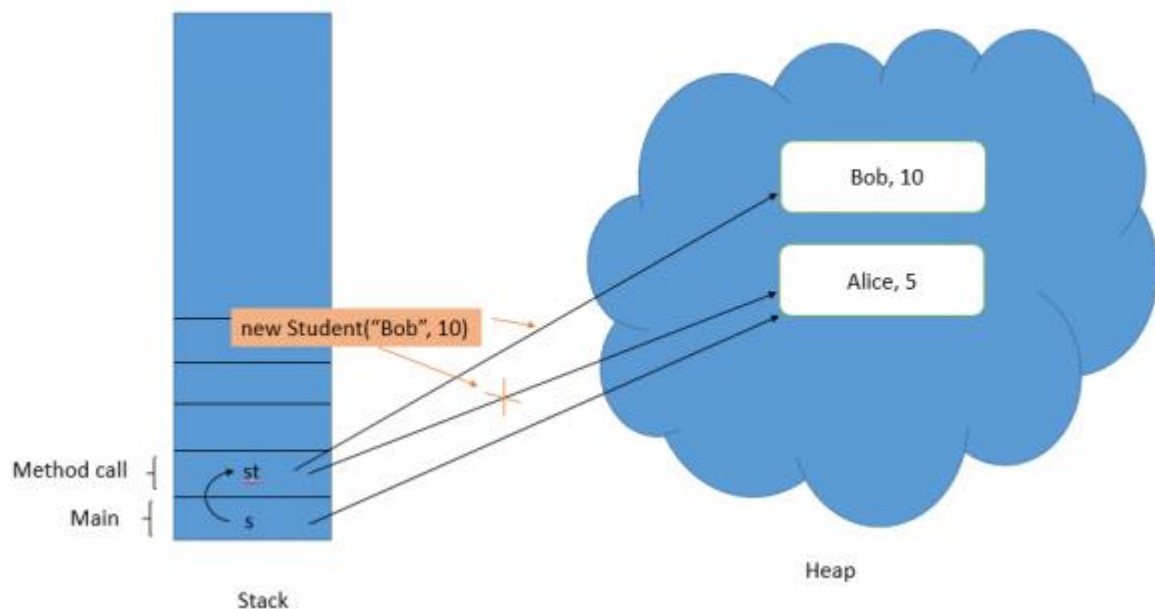 Bob, 10
Alice, 5
new Student(“Bob”, 10)
Method call
st
Main
s
Heap
Stack